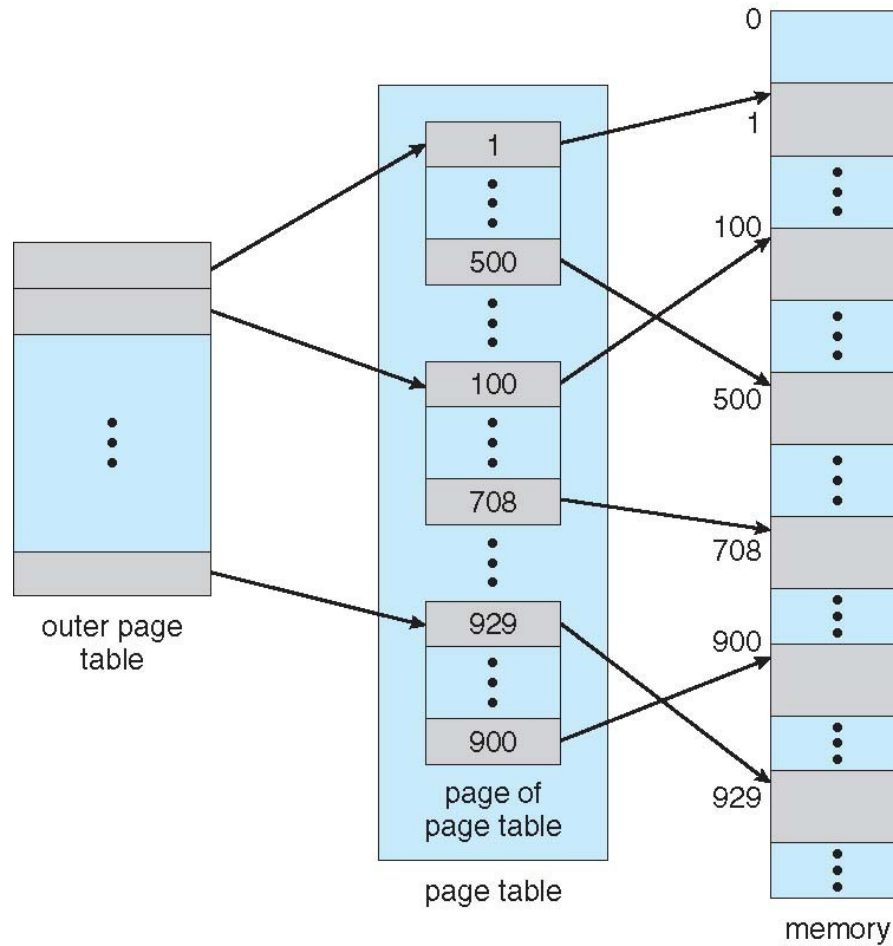 outer page
table
1
500
100
708
929
900
page of
page table
page table
0
1
100
500
708
900
929
memory